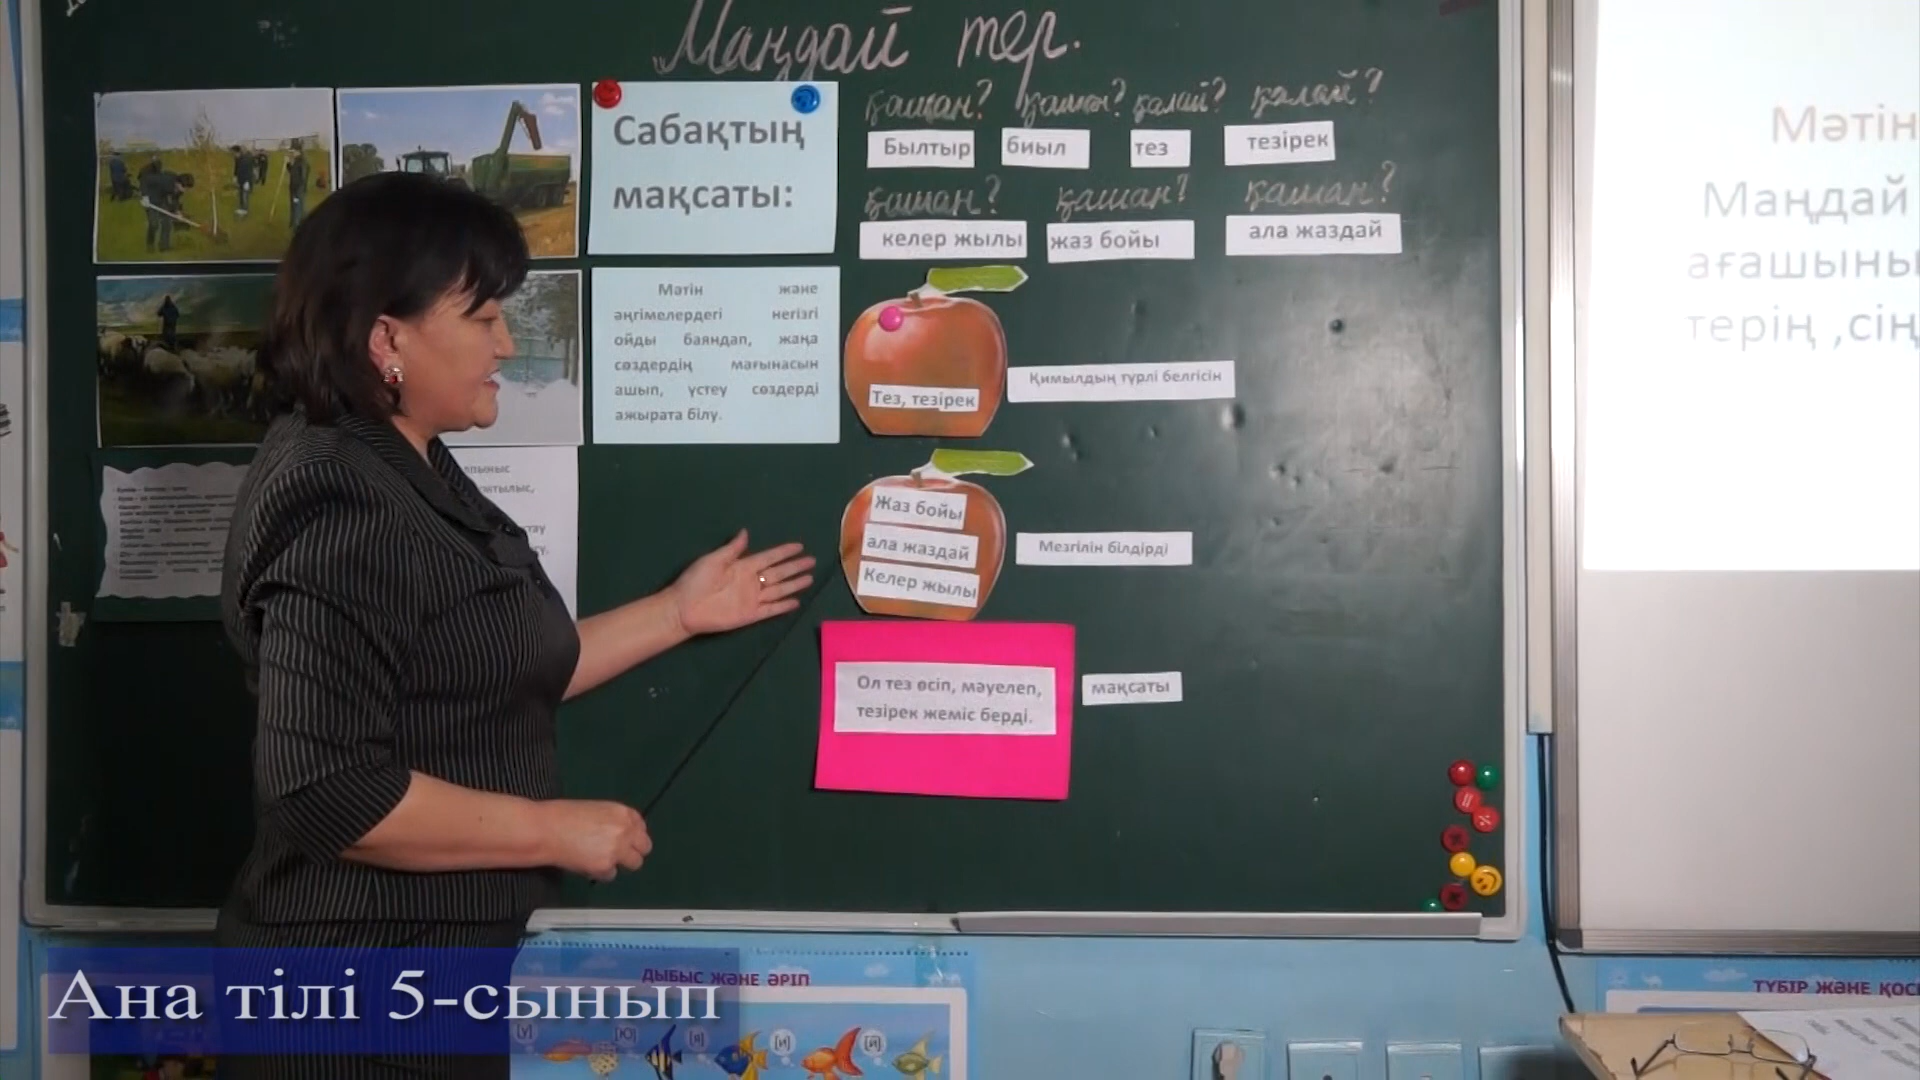 Маңдай тер.
Сабақтың
мақсаты:
Мәтін және
әңгімелердегі негізгі
ойды баяндап, жаңа
сөздердің мағынасын
ашып, үстеу сөздерді
ажырата білу.
қашан? қашан? қалай? қалай?
Былтыр биыл тез тезірек
қашан? қашан? қашан?
келер жылы жаз бойы ала жаздай
Тез, тезірек
Қимылдың түрлі белгісін
Жаз бойы
ала жаздай
Келер жылы
Мезгілін білдірді
Ол тез өсіп, мәуелеп,
тезірек жеміс берді.
мақсаты
Мәтін
Маңдай
ағашыны
терің ,сің
Ана тілі 5-сынып
ДЫБЫС ЖӘНЕ ӘРІП
[У] [Ю] [я] [и] [й]
ТҮБІР ЖӘНЕ ҚОС